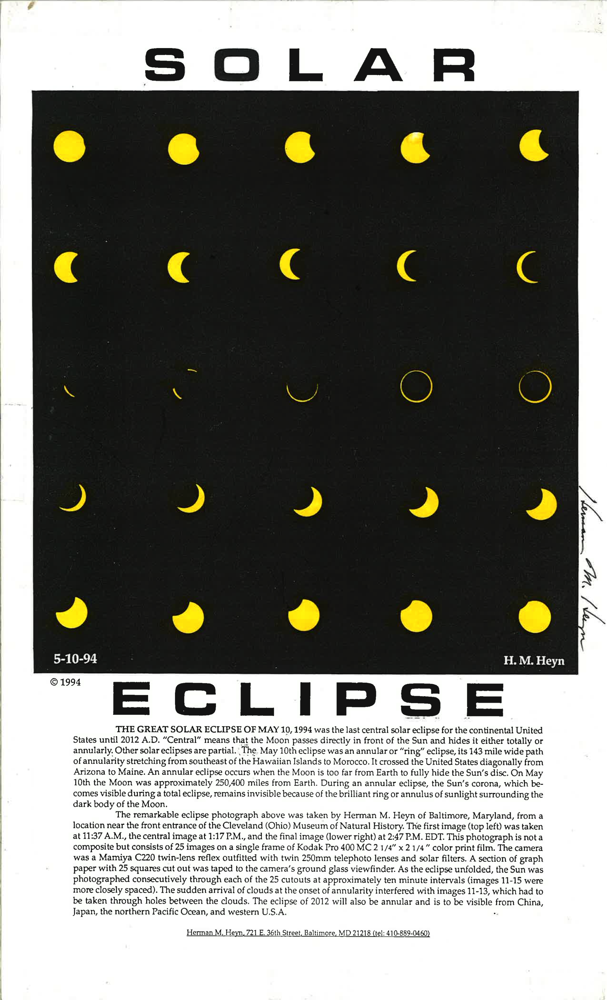 SOLAR
5-10-94
H. M. Heyn
Herman M. Heyn
© 1994
ECLIPSE
THE GREAT SOLAR ECLIPSE OF MAY 10, 1994 was the last central solar eclipse for the continental United
States until 2012 A.D. “Central” means that the Moon passes directly in front of the Sun and hides it either totally or
annularly. Other solar eclipses are partial. The May 10th eclipse was an annular or “ring” eclipse, its 143 mile wide path
of annularity stretching from southeast of the Hawaiian Islands to Morocco. It crossed the United States diagonally from
Arizona to Maine. An annular eclipse occurs when the Moon is too far from Earth to fully hide the Sun’s disc. On May
10th the Moon was approximately 250,400 miles from Earth. During an annular eclipse, the Sun’s corona, which be-
comes visible during a total eclipse, remains invisible because of the brilliant ring or annulus of sunlight surrounding the
dark body of the Moon.
The remarkable eclipse photograph above was taken by Herman M. Heyn of Baltimore, Maryland, from a
location near the front entrance of the Cleveland (Ohio) Museum of Natural History. The first image (top left) was taken
at 11:37 A.M., the central image at 1:17 P.M., and the final image (lower right) at 2:47 P.M. EDT. This photograph is not a
composite but consists of 25 images on a single frame of Kodak Pro 400 MC 2 1/4” x 2 1/4 ” color print film. The camera
was a Mamiya C220 twin-lens reflex outfitted with twin 250mm telephoto lenses and solar filters. A section of graph
paper with 25 squares cut out was taped to the camera’s ground glass viewfinder. As the eclipse unfolded, the Sun was
photographed consecutively through each of the 25 cutouts at approximately ten minute intervals (images 11-15 were
more closely spaced). The sudden arrival of clouds at the onset of annularity interfered with images 11-13, which had to
be taken through holes between the clouds. The eclipse of 2012 will also be annular and is to be visible from China,
Japan, the northern Pacific Ocean, and western U.S.A.
Herman M. Heyn, 721 E. 36th Street, Baltimore, MD 21218 (tel: 410-889-0460)